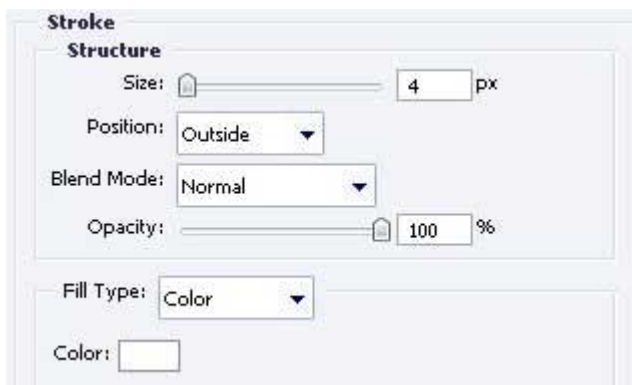 Stroke
Structure
Size: 4 px
Position: Outside
Blend Mode: Normal
Opacity: 100 %
Fill Type: Color
Color: